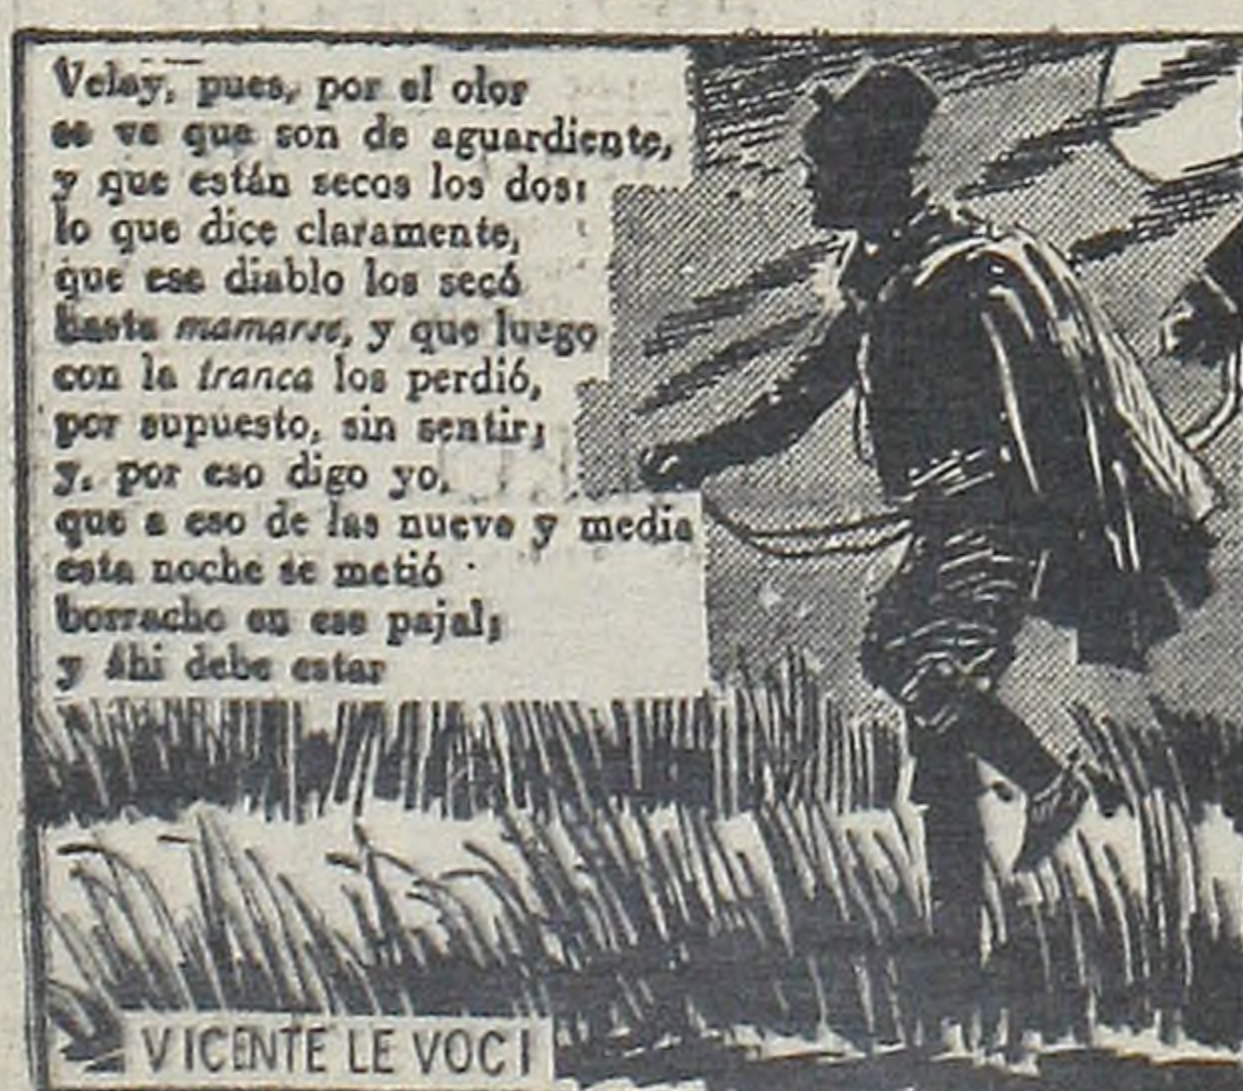 Velay, pues, por el olor
se ve que son de aguardiente,
y que están secos los dos:
lo que dice claramente,
que ese diablo los secó
hasta mamarse, y que luego
con la tranca los perdió,
por supuesto, sin sentir;
y, por eso digo yo,
que a eso de las nueve y media
esta noche se metió
borracho en ese pajal;
y áhi debe estar
VICENTE LE VOCI